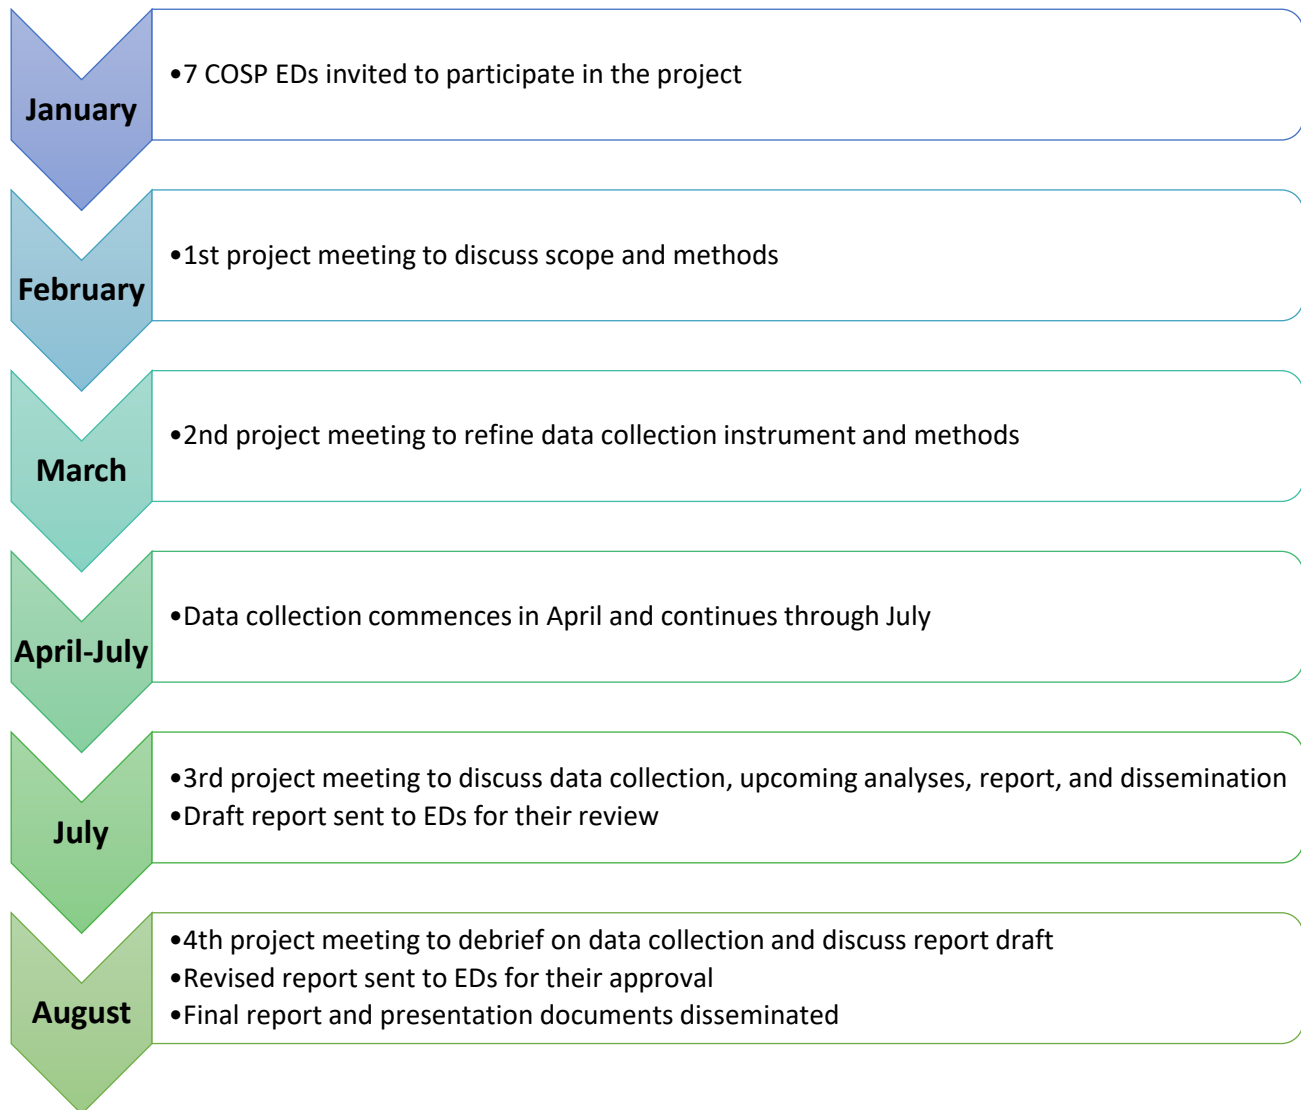 January
•7 COSP EDs invited to participate in the project
February
•1st project meeting to discuss scope and methods
March
•2nd project meeting to refine data collection instrument and methods
April-July
•Data collection commences in April and continues through July
July
•3rd project meeting to discuss data collection, upcoming analyses, report, and dissemination
•Draft report sent to EDs for their review
August
•4th project meeting to debrief on data collection and discuss report draft
•Revised report sent to EDs for their approval
•Final report and presentation documents disseminated